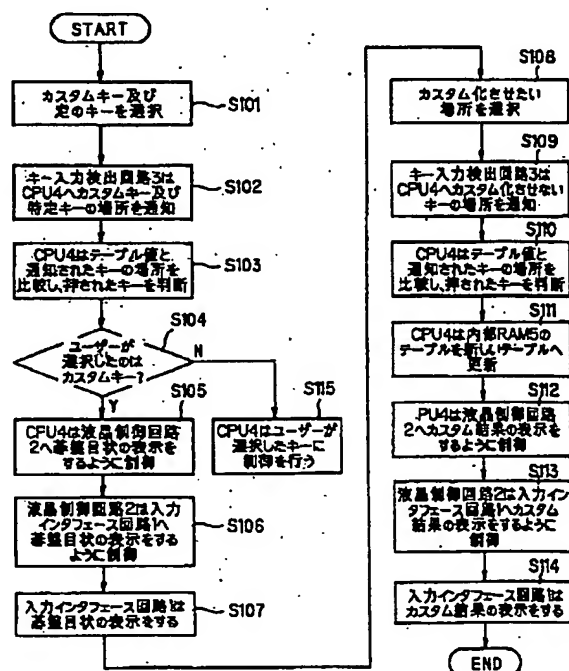 START
カスタムキー及び
定のキーを選択
S101
キー入力検出回路3は
CPU4へカスタムキー及び
特定キーの場所を通知
S102
CPU4はテーブル値と
通知されたキーの場所を
比較し、押されたキーを判断
S103
ユーザーが
選択したのは
カスタムキー?
S104
N
Y
S105
CPU4は液晶制御回路
2へ基盤目状の表示を
するように制御
S115
CPUはユーザーが
選択したキーに
制御を行う
液晶制御回路2は入力
インタフェース回路1へ
基盤目状の表示をする
ように制御
S106
入力インタフェース回路1は
基盤目状の表示をする
S107
S108
カスタム化させたい
場所を選択
S109
キー入力検出回路3は
CPU4へカスタム化させない
キーの場所を通知
S110
CPU4はテーブル値と
通知されたキーの場所を
比較し、押されたキーを判断
S111
CPU4は内部RAM5の
テーブルを新しいテーブルへ
更新
S112
PU4は液晶制御回路
2へカスタム結果の表示を
するように制御
S113
液晶制御回路2は入力イン
タフェース回路1へカスタム
結果の表示をするように
制御
S114
入力インタフェース回路1は
カスタム結果の表示をする
END